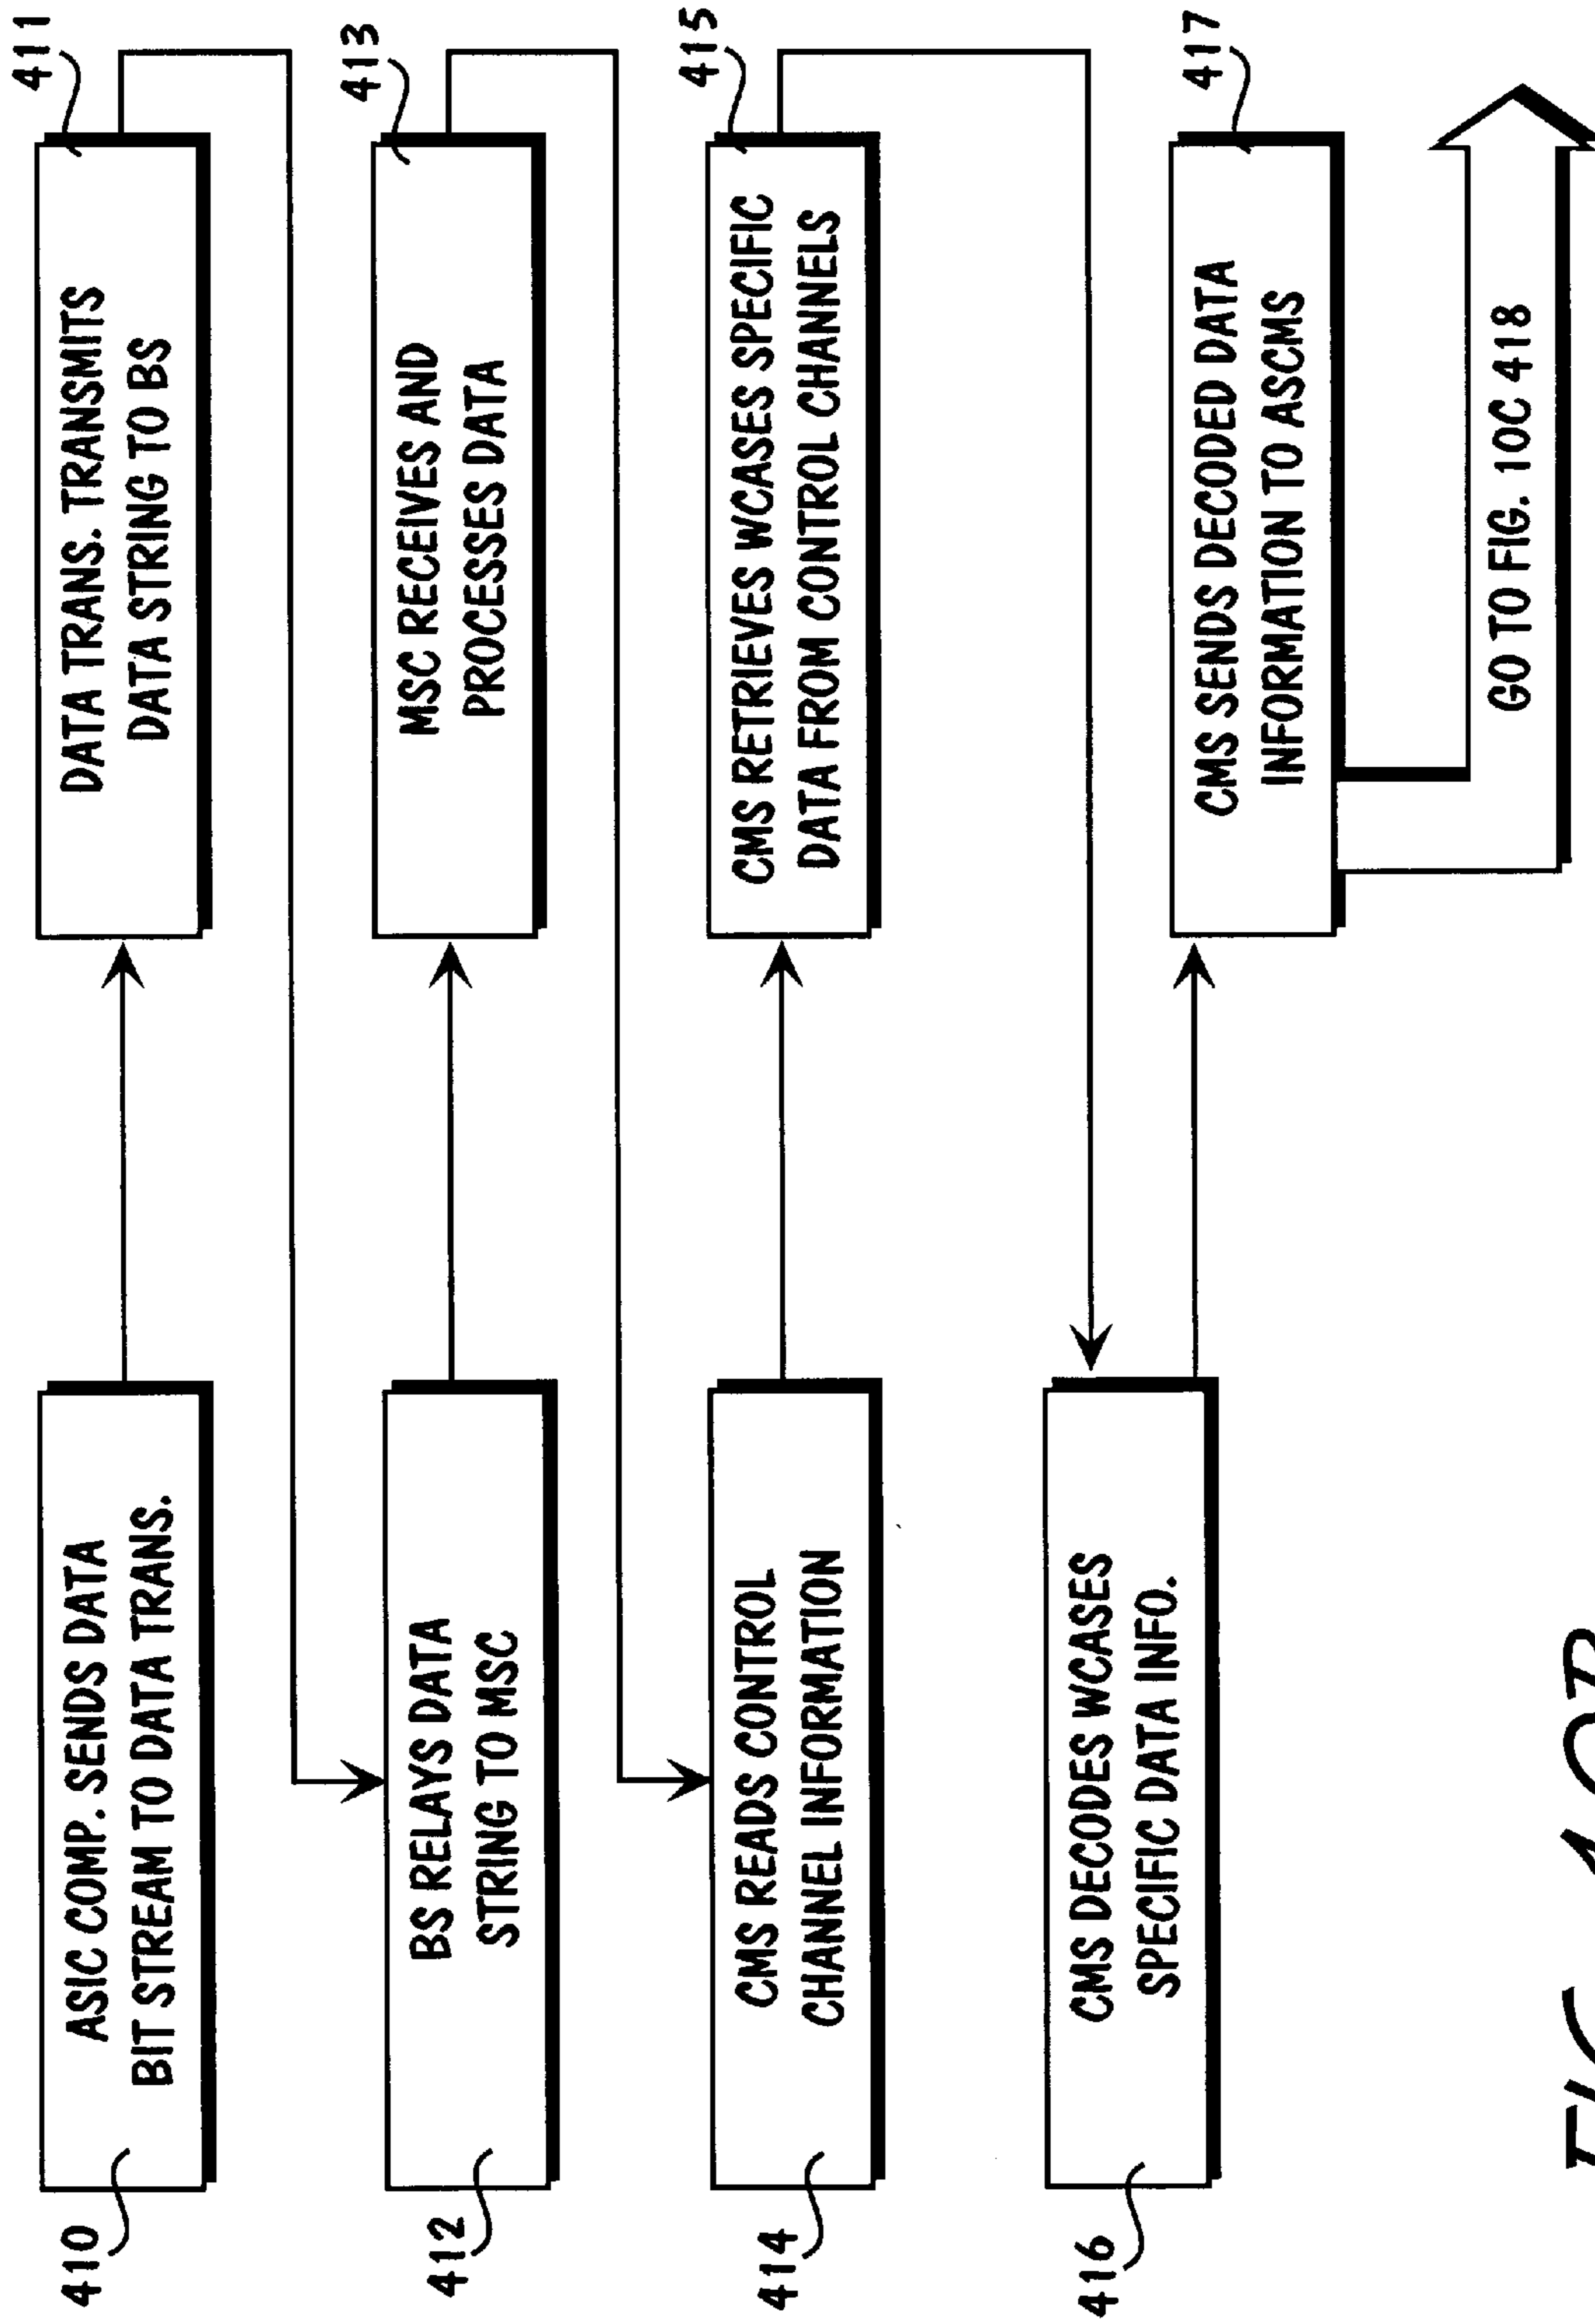 410
ASIC COMP. SENDS DATA
BIT STREAM TO DATA TRANS.
411
DATA TRANS. TRANSMITS
DATA STRING TO BS
412
BS RELAYS DATA
STRING TO MSC
413
MSC RECEIVES AND
PROCESSES DATA
414
CMS READS CONTROL
CHANNEL INFORMATION
415
CMS RETRIEVES WCASES SPECIFIC
DATA FROM CONTROL CHANNELS
416
CMS DECODES WCASES
SPECIFIC DATA INFO.
417
CMS SENDS DECODED DATA
INFORMATION TO ASCMS
GO TO FIG. 10C 418
FIG. 10B